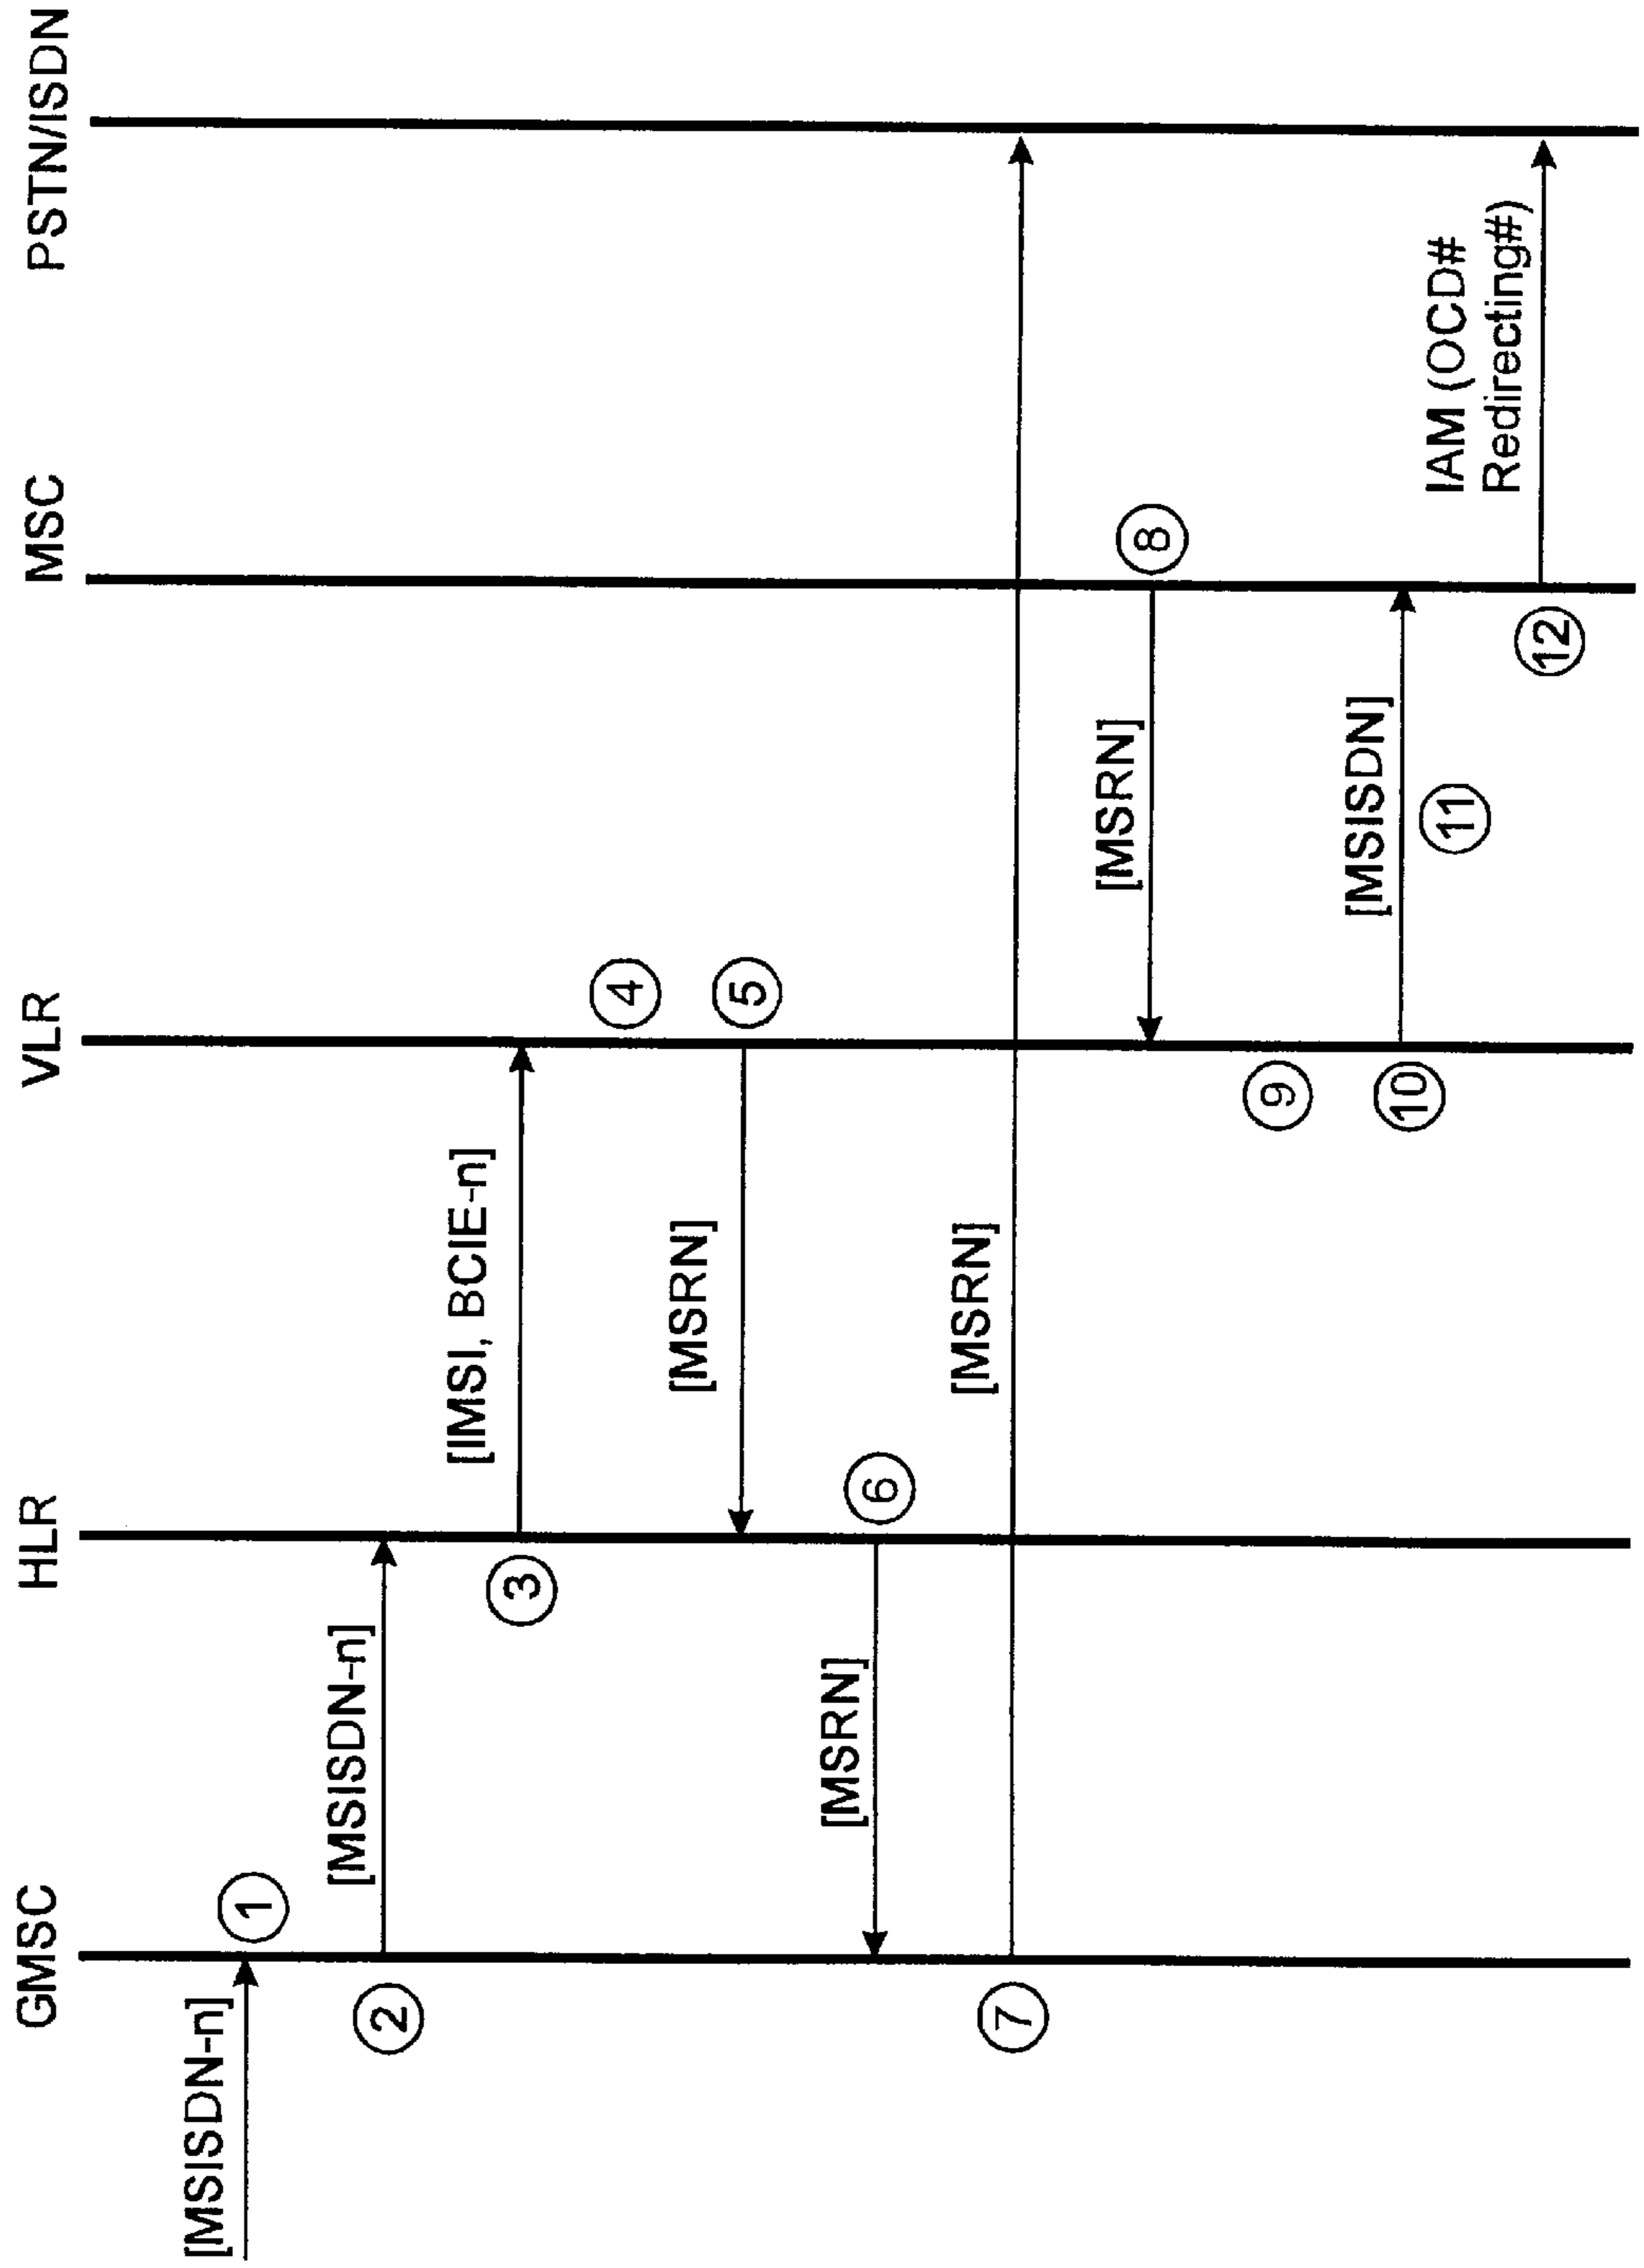 GMSC
HLR
VLR
MSC
PSTN/ISDN
[MSISDN-n]
1
[MSISDN-n]
2
[IMSI, BCIE-n]
3
4
[MSRN]
5
[MSRN]
6
[MSRN]
7
[MSRN]
8
9
[MSISDN]
10
11
IAM (OCD#
Redirecting#)
12